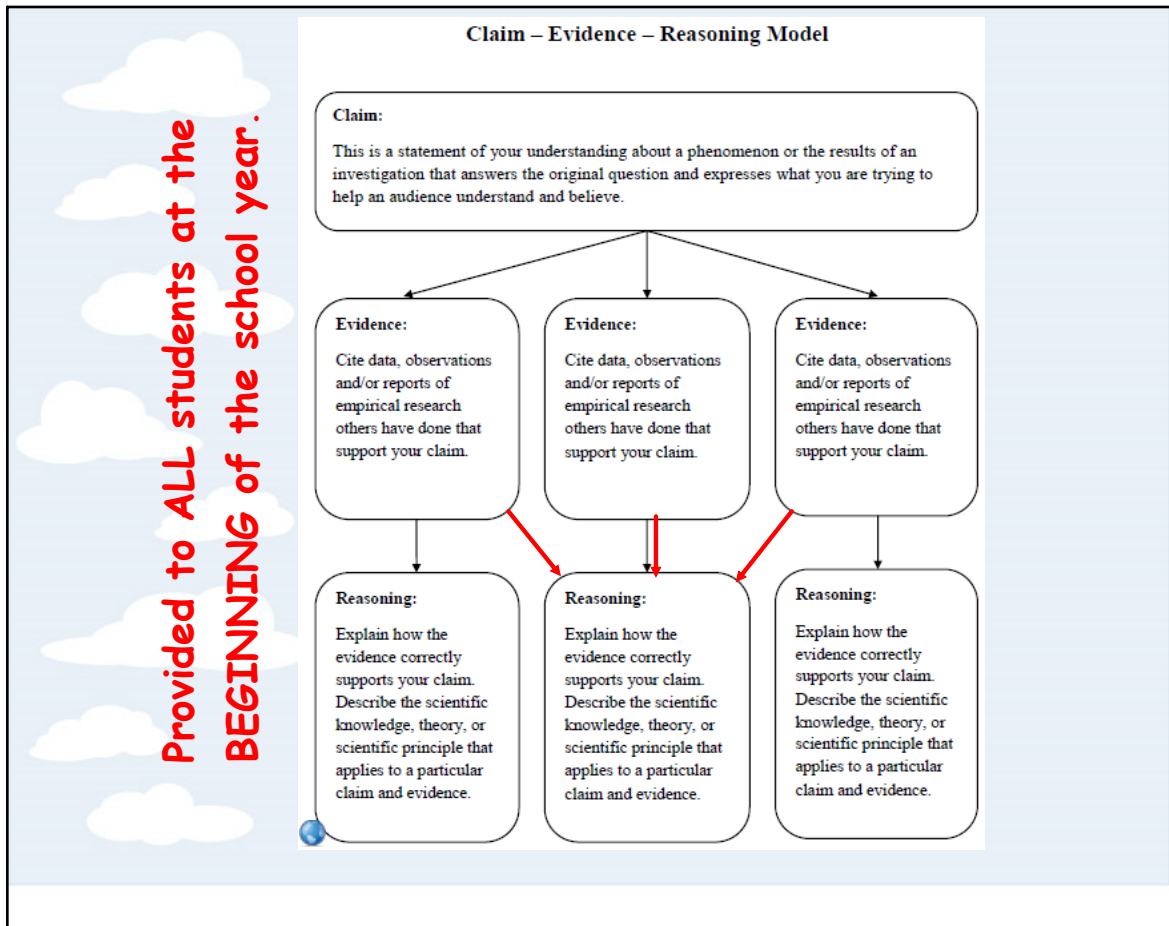 Claim – Evidence – Reasoning Model
Provided to ALL students at the
BEGINNING of the school year.
Claim:
This is a statement of your understanding about a phenomenon or the results of an
investigation that answers the original question and expresses what you are trying to
help an audience understand and believe.
Evidence:
Cite data, observations
and/or reports of
empirical research
others have done that
support your claim.
Evidence:
Cite data, observations
and/or reports of
empirical research
others have done that
support your claim.
Evidence:
Cite data, observations
and/or reports of
empirical research
others have done that
support your claim.
Reasoning:
Explain how the
evidence correctly
supports your claim.
Describe the scientific
knowledge, theory, or
scientific principle that
applies to a particular
claim and evidence.
Reasoning:
Explain how the
evidence correctly
supports your claim.
Describe the scientific
knowledge, theory, or
scientific principle that
applies to a particular
claim and evidence.
Reasoning:
Explain how the
evidence correctly
supports your claim.
Describe the scientific
knowledge, theory, or
scientific principle that
applies to a particular
claim and evidence.